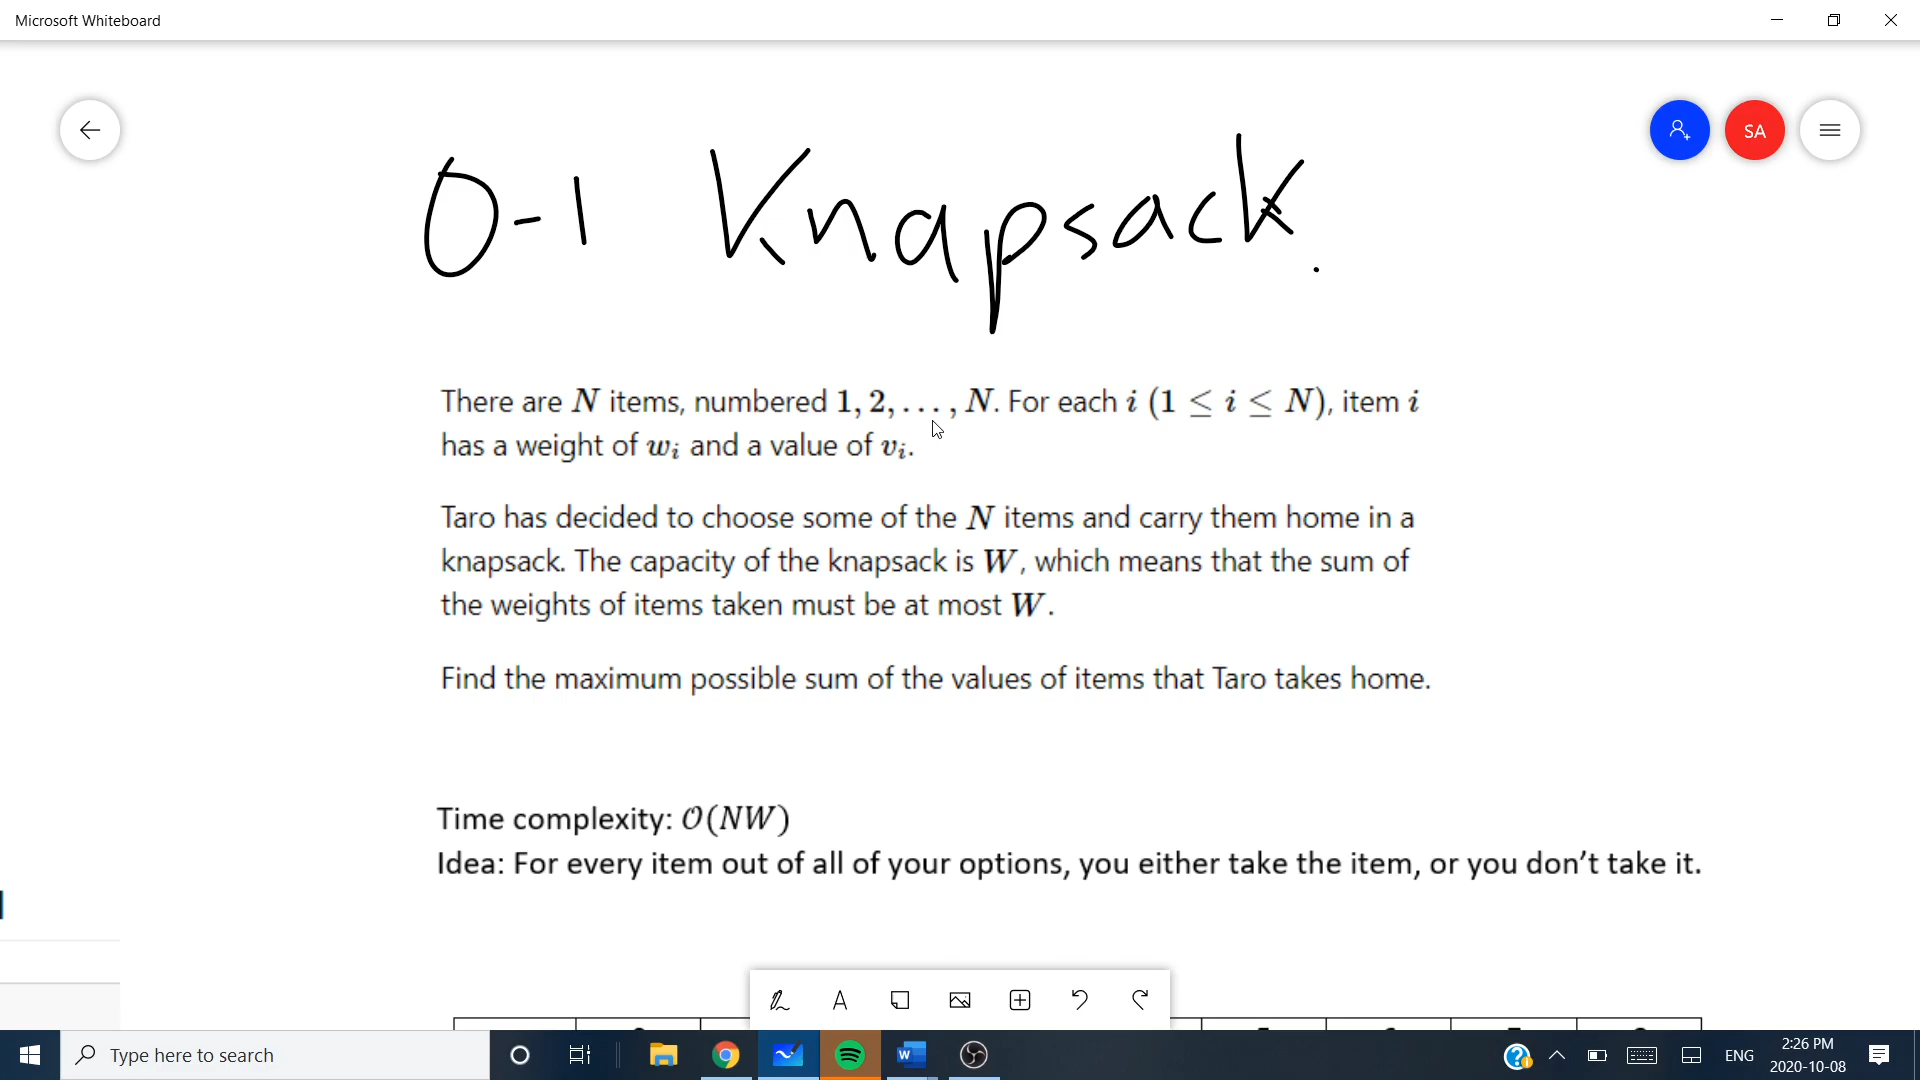 Microsoft Whiteboard
SA
0-1 Knapsack.
There are N items, numbered 1, 2, . . . , N. For each i (1 ≤ i ≤ N), item i
has a weight of wᵢ and a value of vᵢ.
Taro has decided to choose some of the N items and carry them home in a
knapsack. The capacity of the knapsack is W, which means that the sum of
the weights of items taken must be at most W.
Find the maximum possible sum of the values of items that Taro takes home.
Time complexity: O(NW)
Idea: For every item out of all of your options, you either take the item, or you don’t take it.
Type here to search
ENG
2:26 PM
2020-10-08